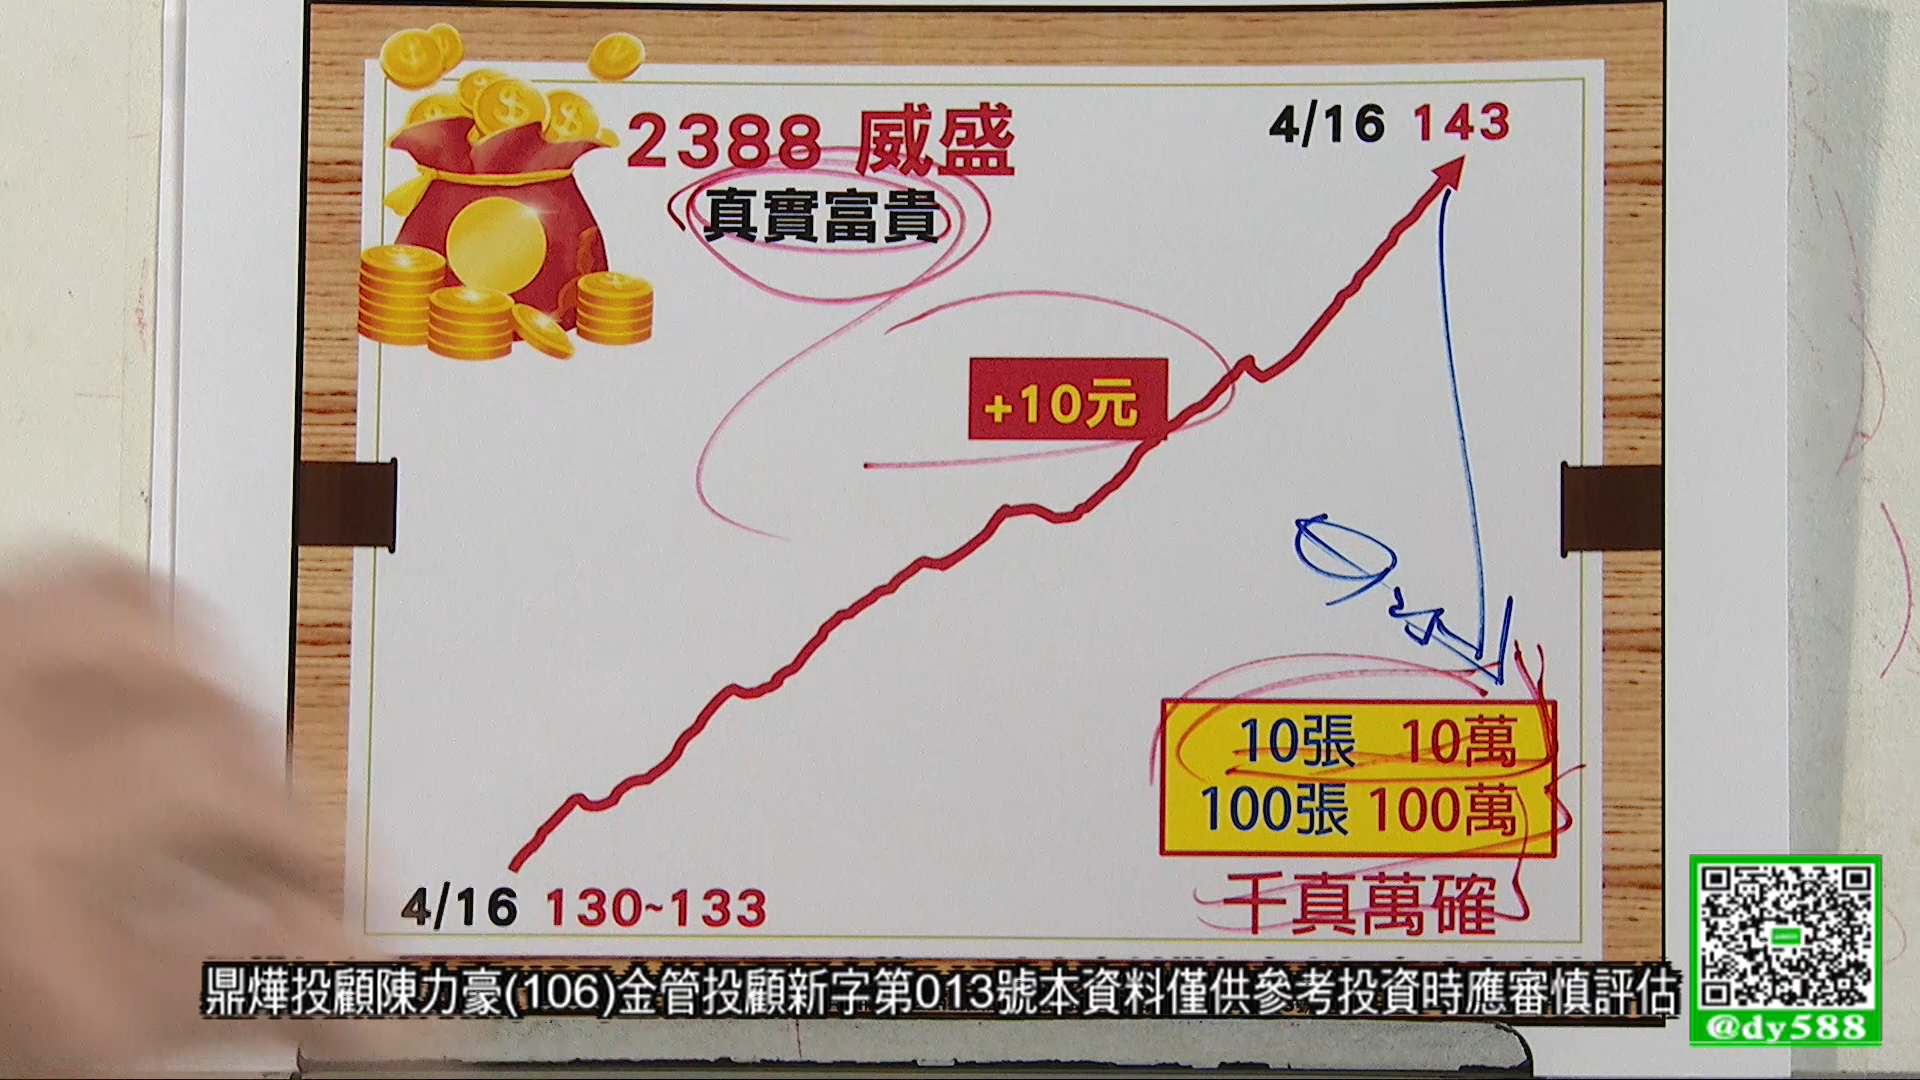 2388 威盛
真實富貴
4/16 143
+10元
10張 10萬
100張 100萬
千真萬確
4/16 130~133
鼎燁投顧陳力豪(106)金管投顧新字第013號本資料僅供參考投資時應審慎評估
@dy588